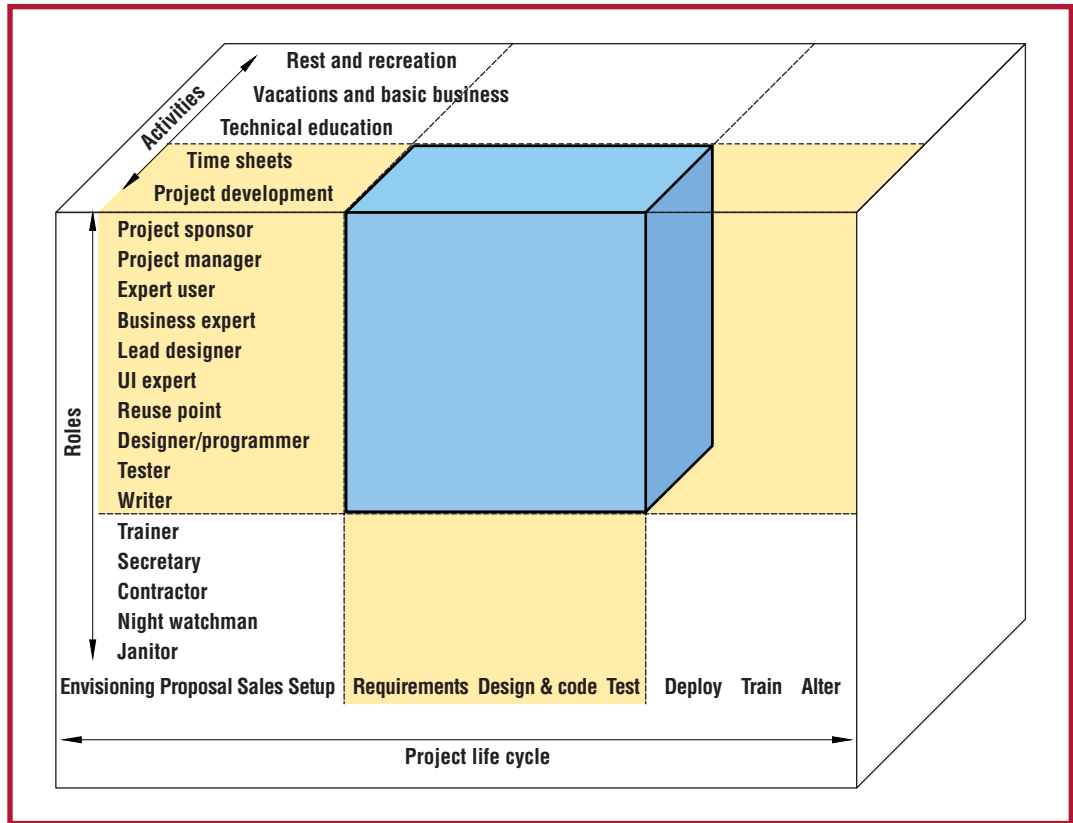 Rest and recreation
Vacations and basic business
Technical education
Time sheets
Project development
Activities
Project sponsor
Project manager
Expert user
Business expert
Lead designer
UI expert
Reuse point
Designer/programmer
Tester
Writer
Trainer
Secretary
Contractor
Night watchman
Janitor
Roles
Envisioning Proposal Sales Setup Requirements Design & code Test Deploy Train Alter
Project life cycle